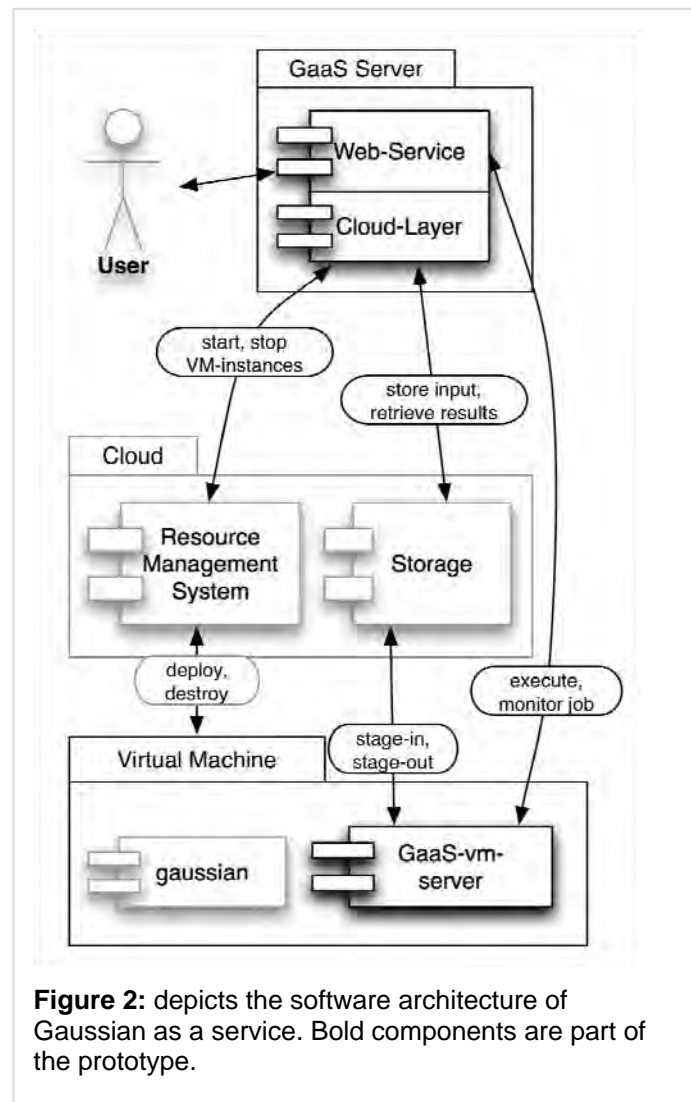 GaaS Server
Web-Service
Cloud-Layer
User
start, stop
VM-instances
store input,
retrieve results
Cloud
Resource
Management
System
Storage
deploy,
destroy
execute,
monitor job
stage-in,
stage-out
Virtual Machine
gaussian
GaaS-vm-
server
Figure 2: depicts the software architecture of
Gaussian as a service. Bold components are part of
the prototype.